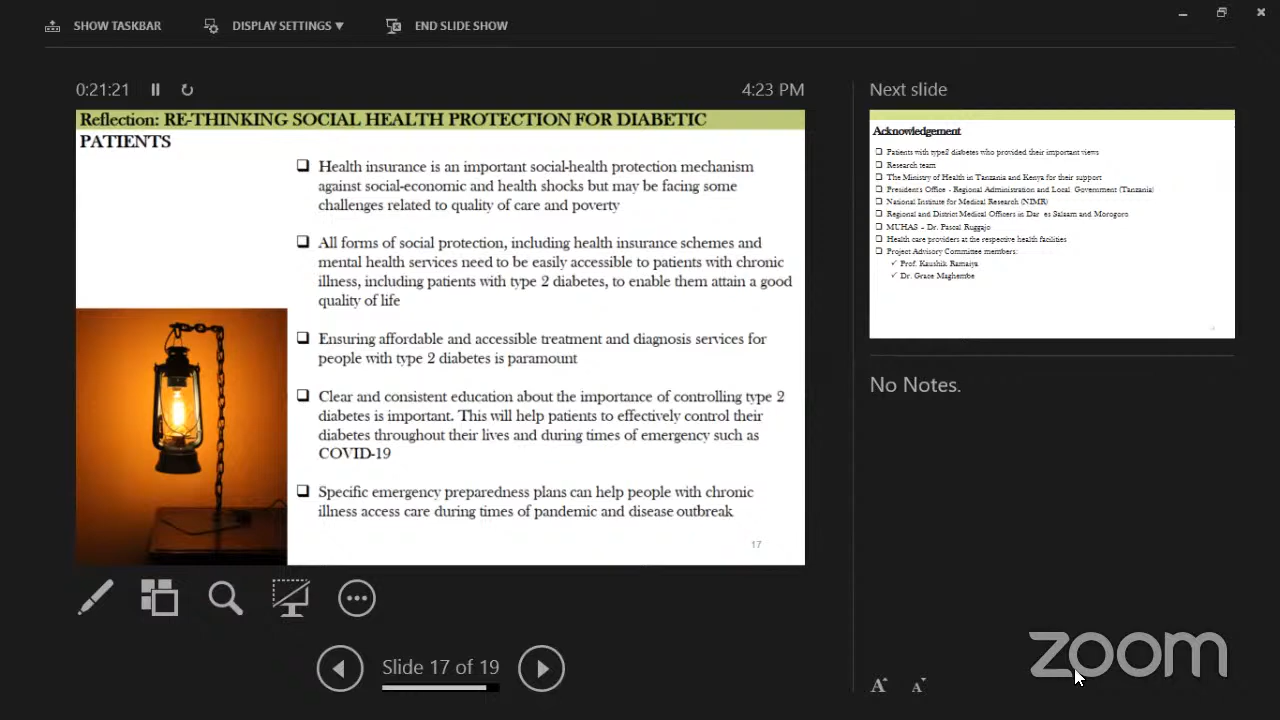 SHOW TASKBAR
DISPLAY SETTINGS
END SLIDE SHOW
0:21:21
4:23 PM
Reflection: RE-THINKING SOCIAL HEALTH PROTECTION FOR DIABETIC
PATIENTS
Health insurance is an important social-health protection mechanism
against social-economic and health shocks but may be facing some
challenges related to quality of care and poverty
All forms of social protection, including health insurance schemes and
mental health services need to be easily accessible to patients with chronic
illness, including patients with type 2 diabetes, to enable them attain a good
quality of life
Ensuring affordable and accessible treatment and diagnosis services for
people with type 2 diabetes is paramount
Clear and consistent education about the importance of controlling type 2
diabetes is important. This will help patients to effectively control their
diabetes throughout their lives and during times of emergency such as
COVID-19
Specific emergency preparedness plans can help people with chronic
illness access care during times of pandemic and disease outbreak
17
Slide 17 of 19
Next slide
Acknowledgement
Patients with type2 diabetes who provided their important views
Research team
The Ministry of Health in Tanzania and Kenya for their support
President's Office - Regional Administration and Local Government (Tanzania)
National Institute for Medical Research (NIMR)
Regional and District Medical Officers in Dar es Salaam and Morogoro
MUHAS – Dr. Pascal Ruggajo
Health care providers at the respective health facilities
Project Advisory Committee members:
Prof. Kaushik Ramaiya
Dr. Grace Maghembe
No Notes.
A A
zoom